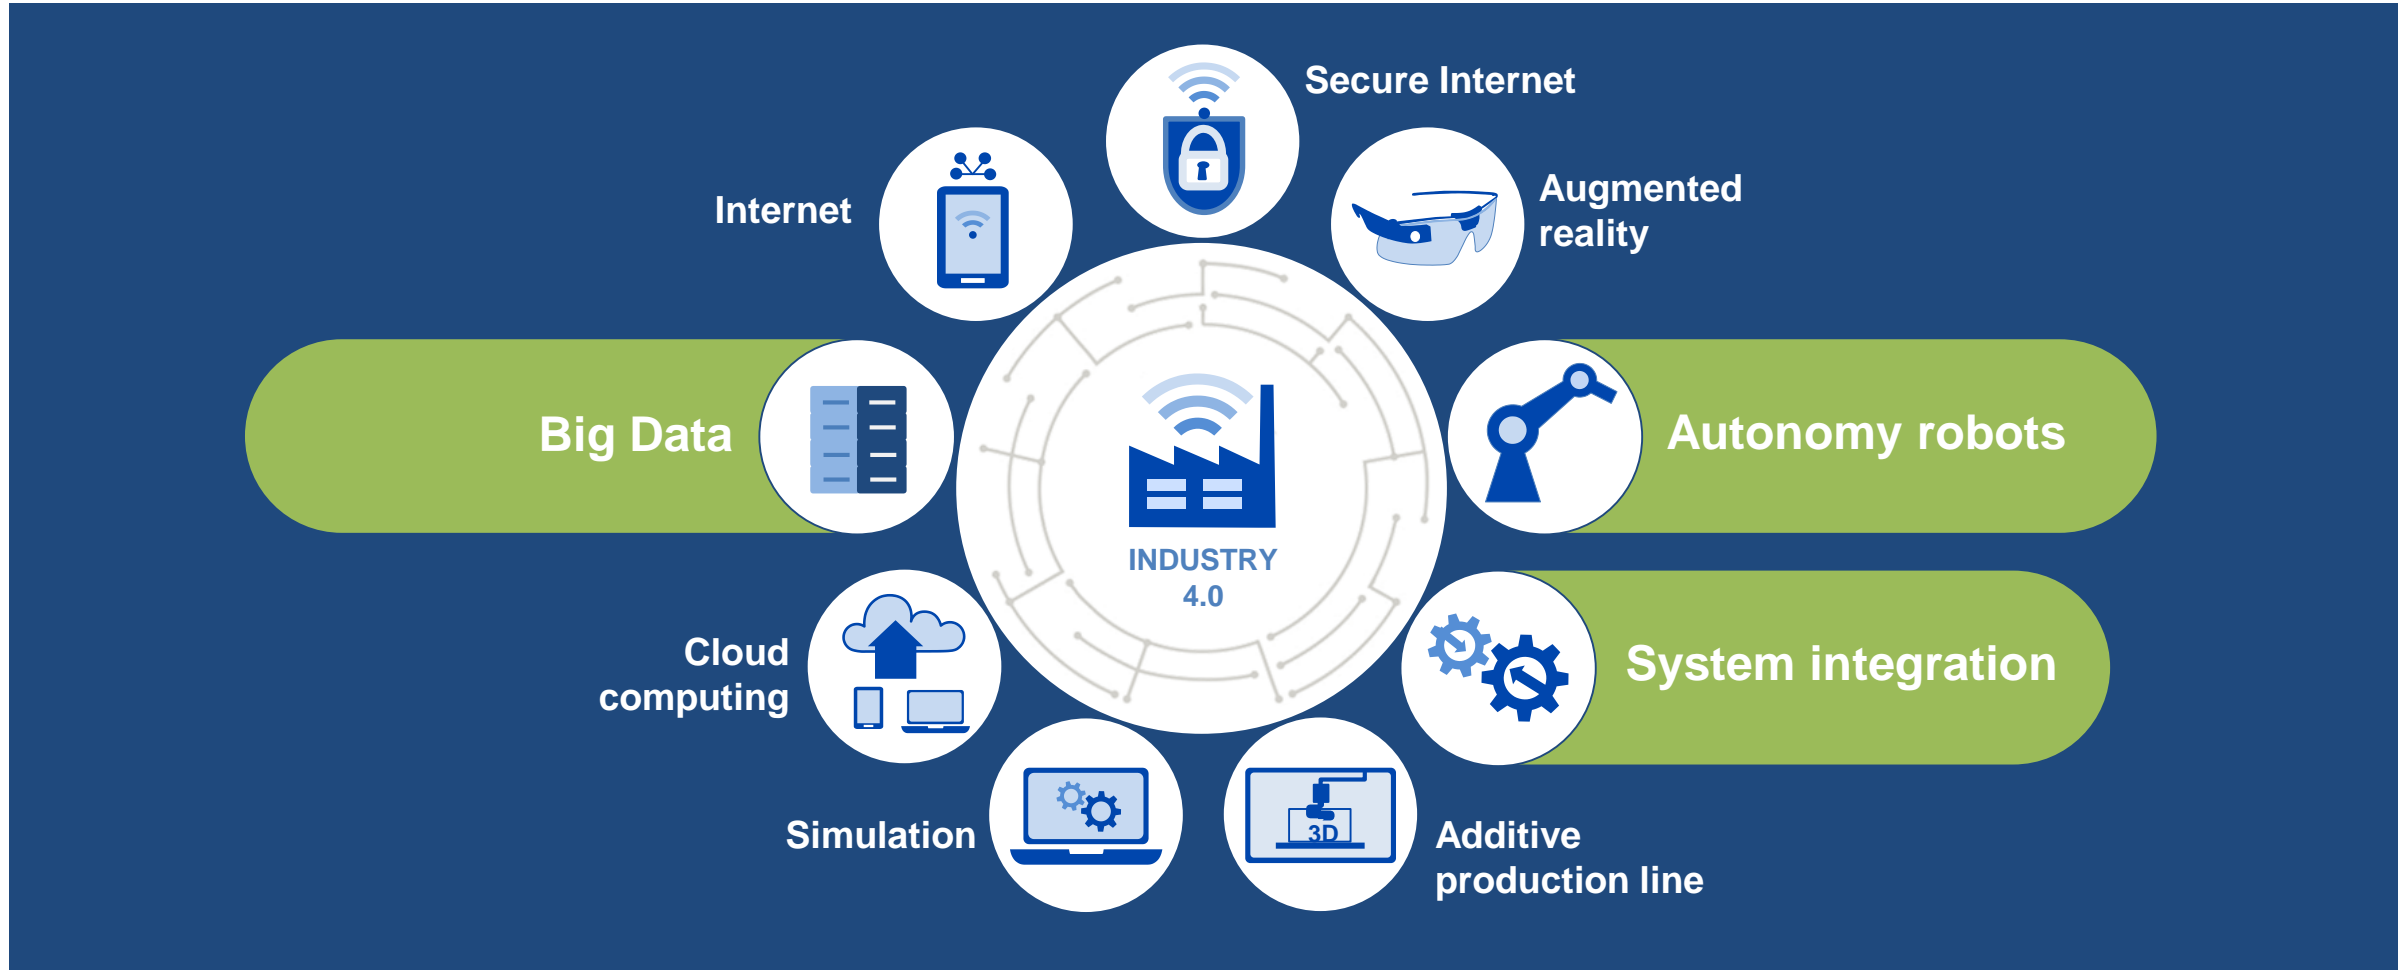 Secure Internet
Augmented
reality
Internet
Big Data
Autonomy robots
INDUSTRY
4.0
Cloud
computing
System integration
Simulation
3D
Additive
production line